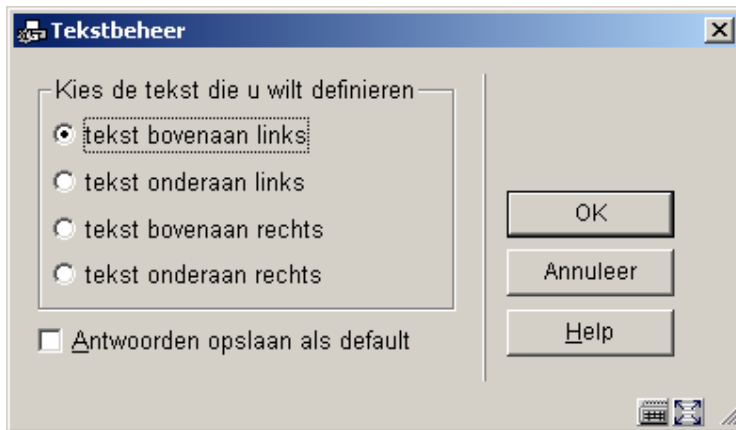 Tekstbeheer
Kies de tekst die u wilt definieren
tekst bovenaan links
tekst onderaan links
tekst bovenaan rechts
tekst onderaan rechts
Antwoorden opslaan als default
OK
Annuleer
Help